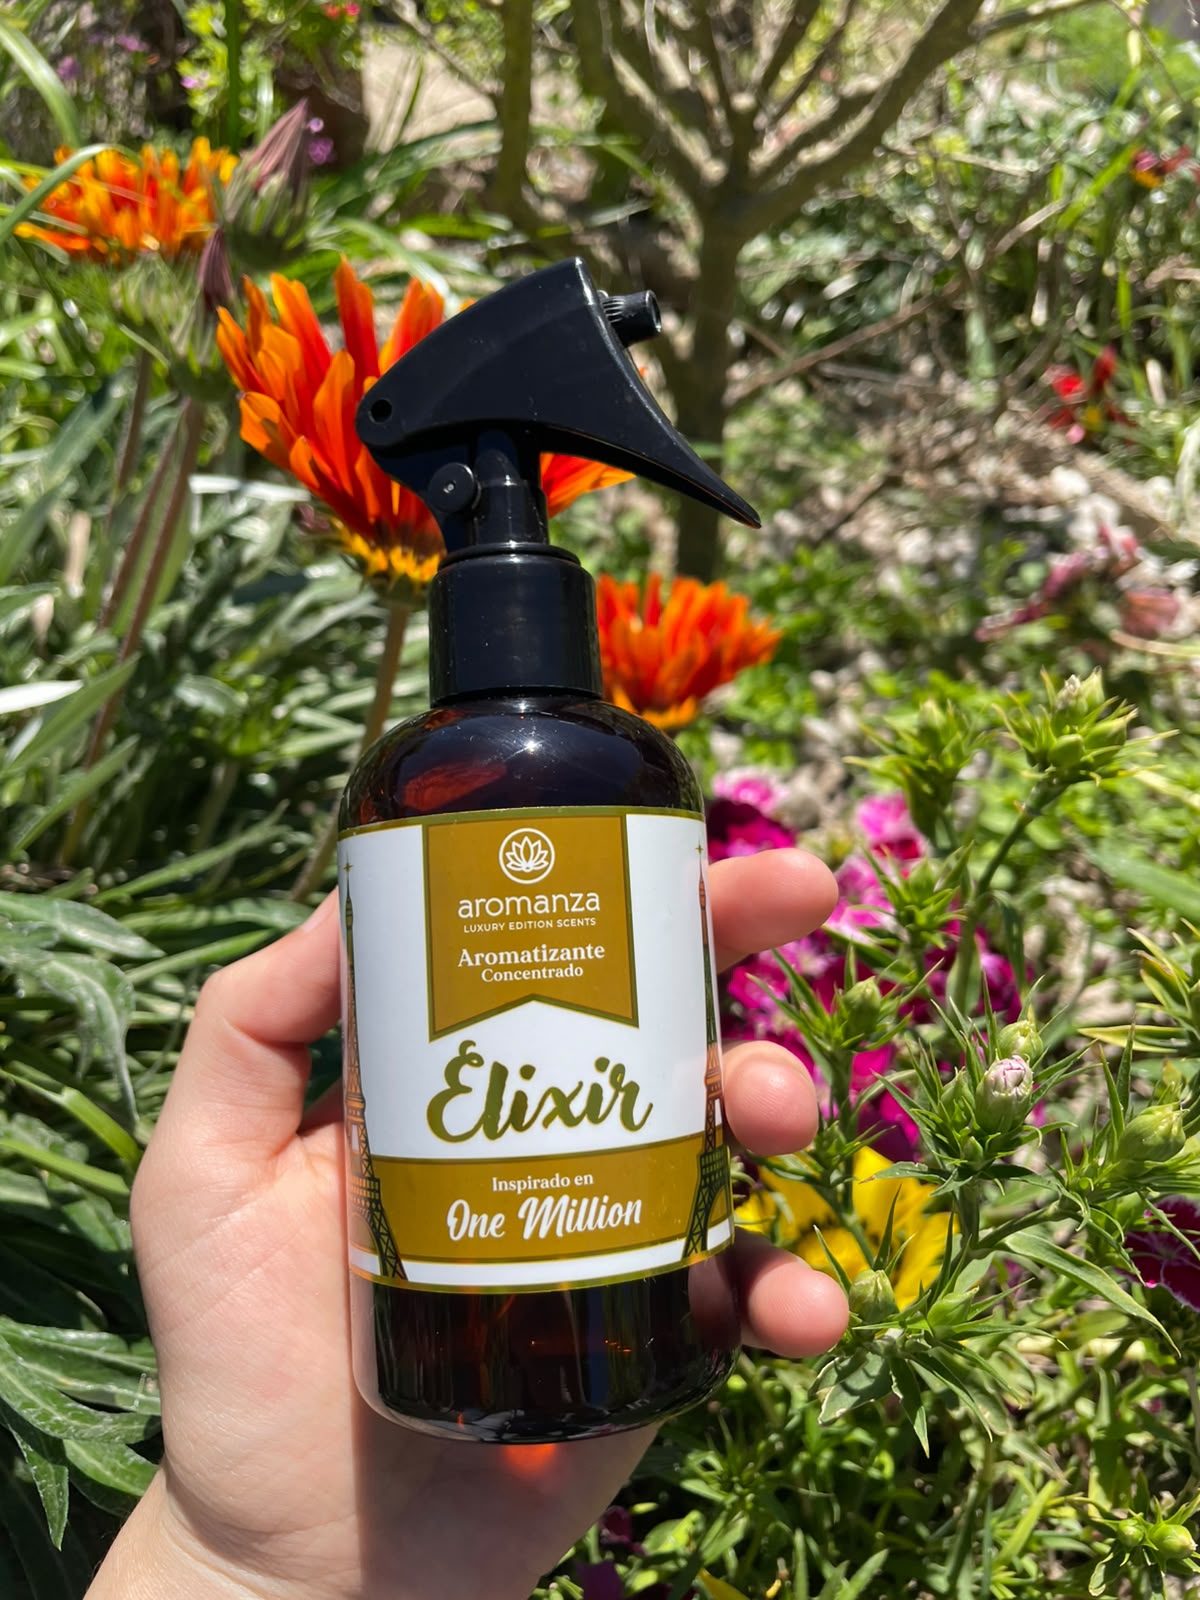 aromanza
LUXURY EDITION SCENTS
Aromatizante
Concentrado
Elixir
Inspirado en
One Million